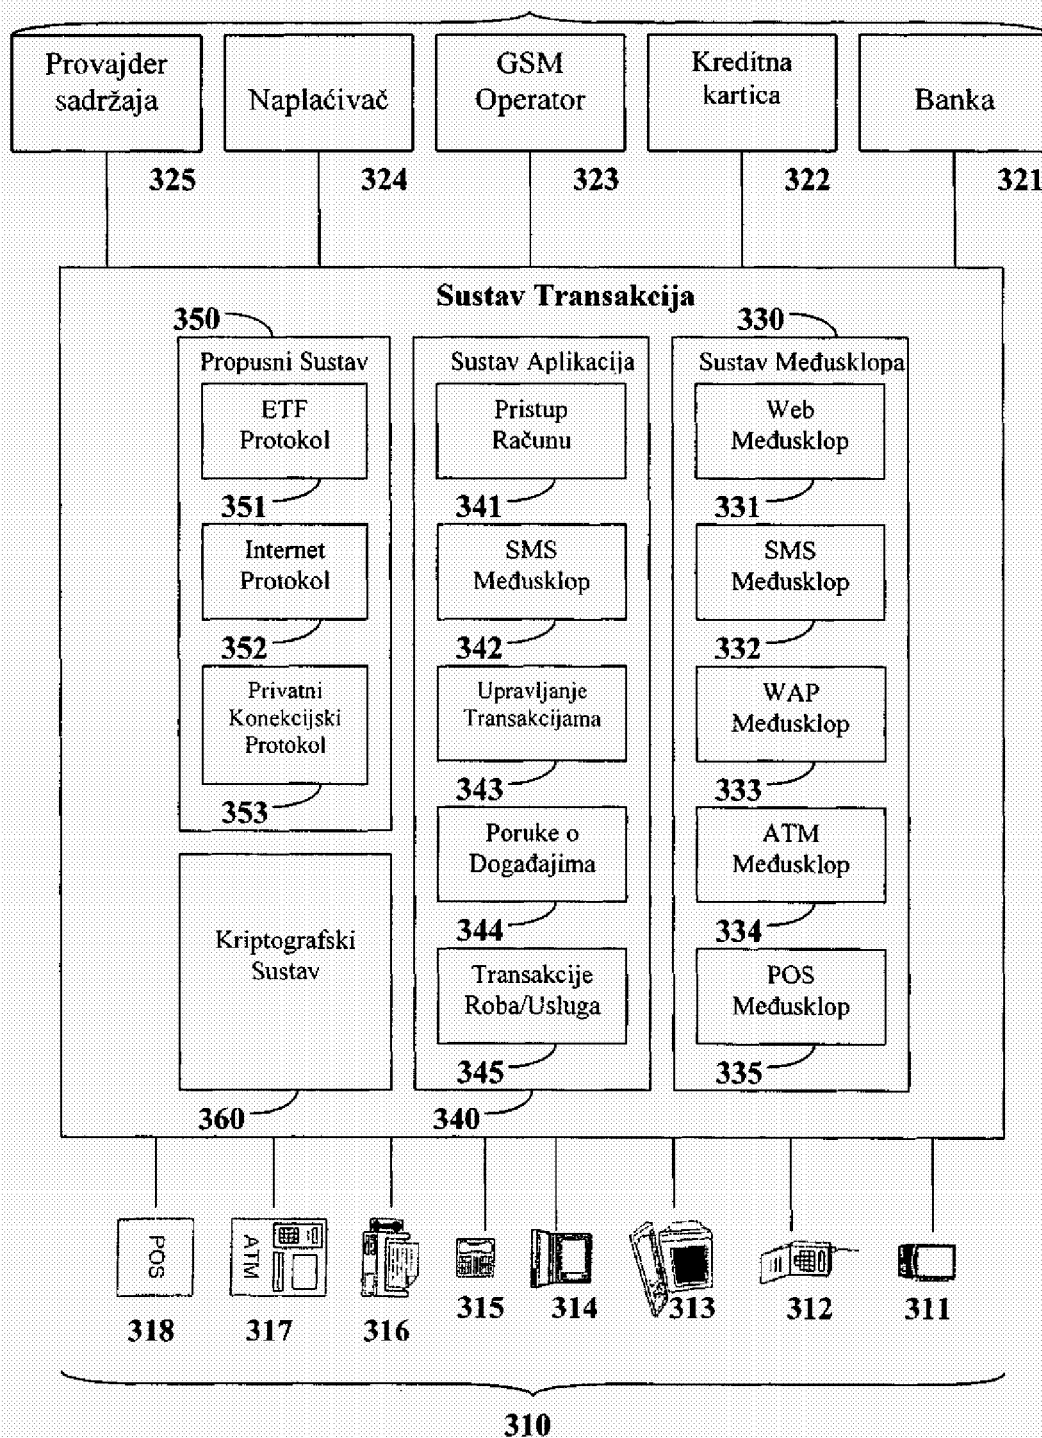 Provajder
sadržaja
Naplaćivač
GSM
Operator
Kreditna
kartica
Banka
325
324
323
322
321
Sustav Transakcija
350
330
Propusni Sustav
ETF
Protokol
351
Internet
Protokol
352
Privatni
Konekcijski
Protokol
353
Kriptografski
Sustav
360
Sustav Aplikacija
Pristup
Računu
341
SMS
Međusklop
342
Upravljanje
Transakcijama
343
Poruke o
Događajima
344
Transakcije
Roba/Usluga
345
340
Sustav Međusklopa
Web
Međusklop
331
SMS
Međusklop
332
WAP
Međusklop
333
ATM
Međusklop
334
POS
Međusklop
335
POS
ATM
318
317
316
315
314
313
312
311
310